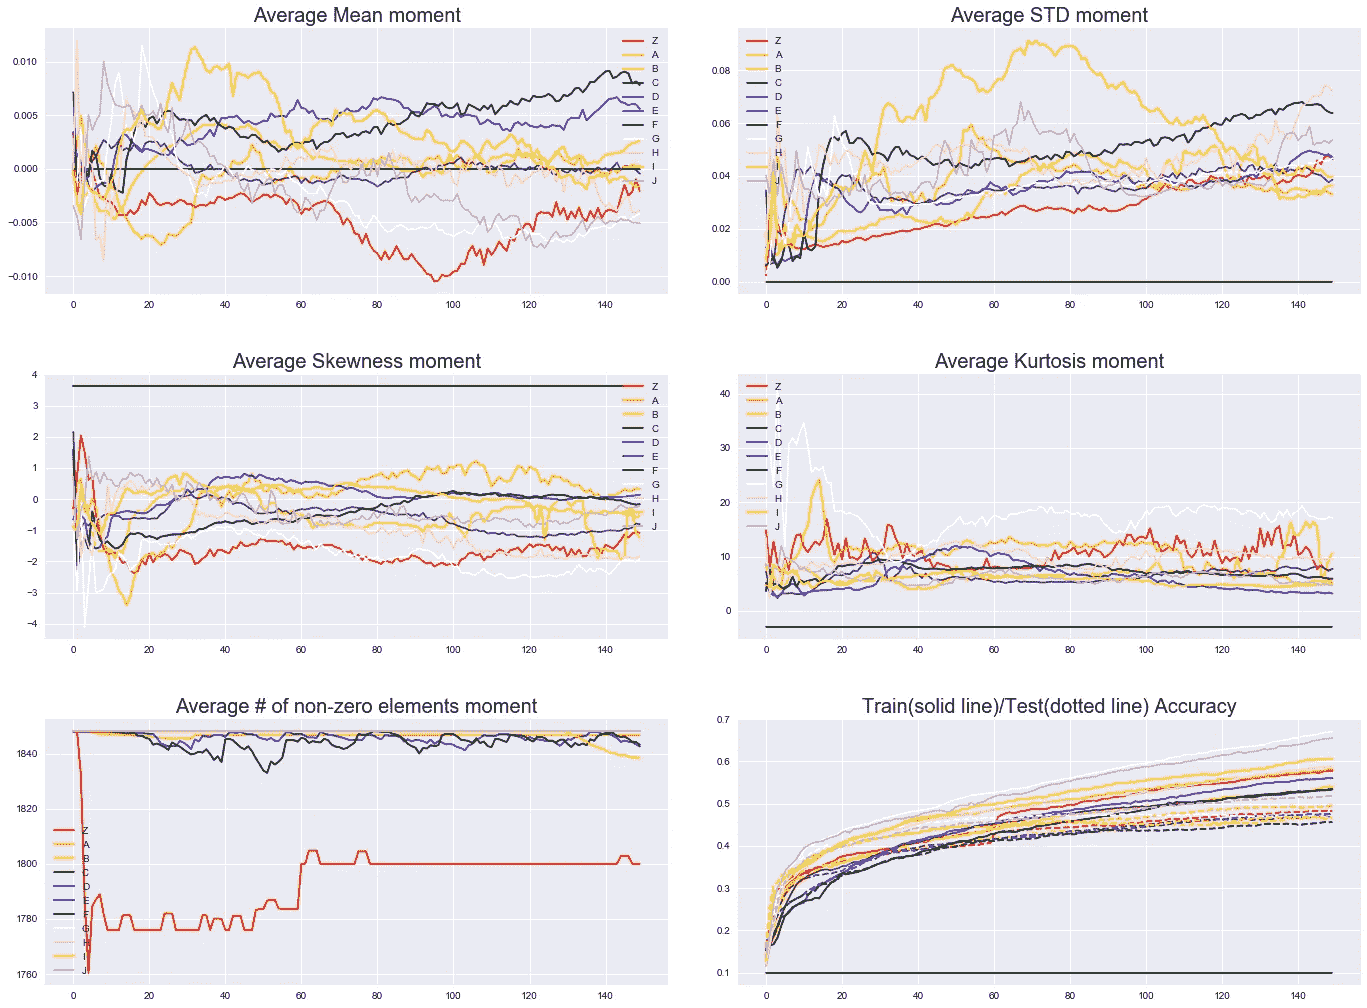 Average Mean moment
0.010
0.005
0.000
−0.005
−0.010
0 20 40 60 80 100 120 140
Z
A
B
C
D
E
F
G
H
I
J
Average STD moment
0.08
0.06
0.04
0.02
0.00
0 20 40 60 80 100 120 140
Z
A
B
C
D
E
F
G
H
I
J
Average Skewness moment
4
3
2
1
0
−1
−2
−3
−4
0 20 40 60 80 100 120 140
Z
A
B
C
D
E
F
G
H
I
J
Average Kurtosis moment
40
30
20
10
0
0 20 40 60 80 100 120 140
Z
A
B
C
D
E
F
G
H
I
J
Average # of non-zero elements moment
1840
1820
1800
1780
1760
0 20 40 60 80 100 120 140
Z
A
B
C
D
E
F
G
H
I
J
Train(solid line)/Test(dotted line) Accuracy
0.7
0.6
0.5
0.4
0.3
0.2
0.1
0 20 40 60 80 100 120 140